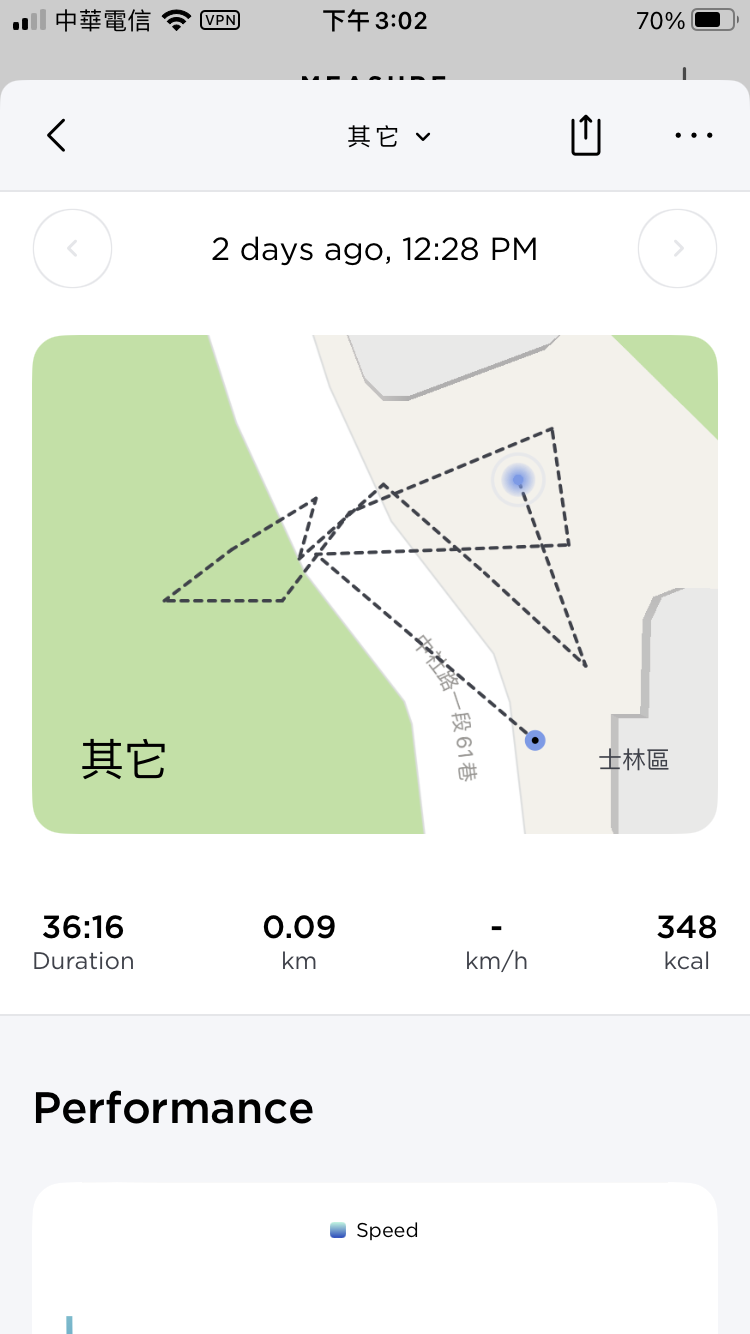 中華電信 VPN 下午3:02 70%
MEASURE
其它
2 days ago, 12:28 PM
中社路一段61巷
其它
士林區
36:16 0.09 - 348
Duration km km/h kcal
Performance
Speed